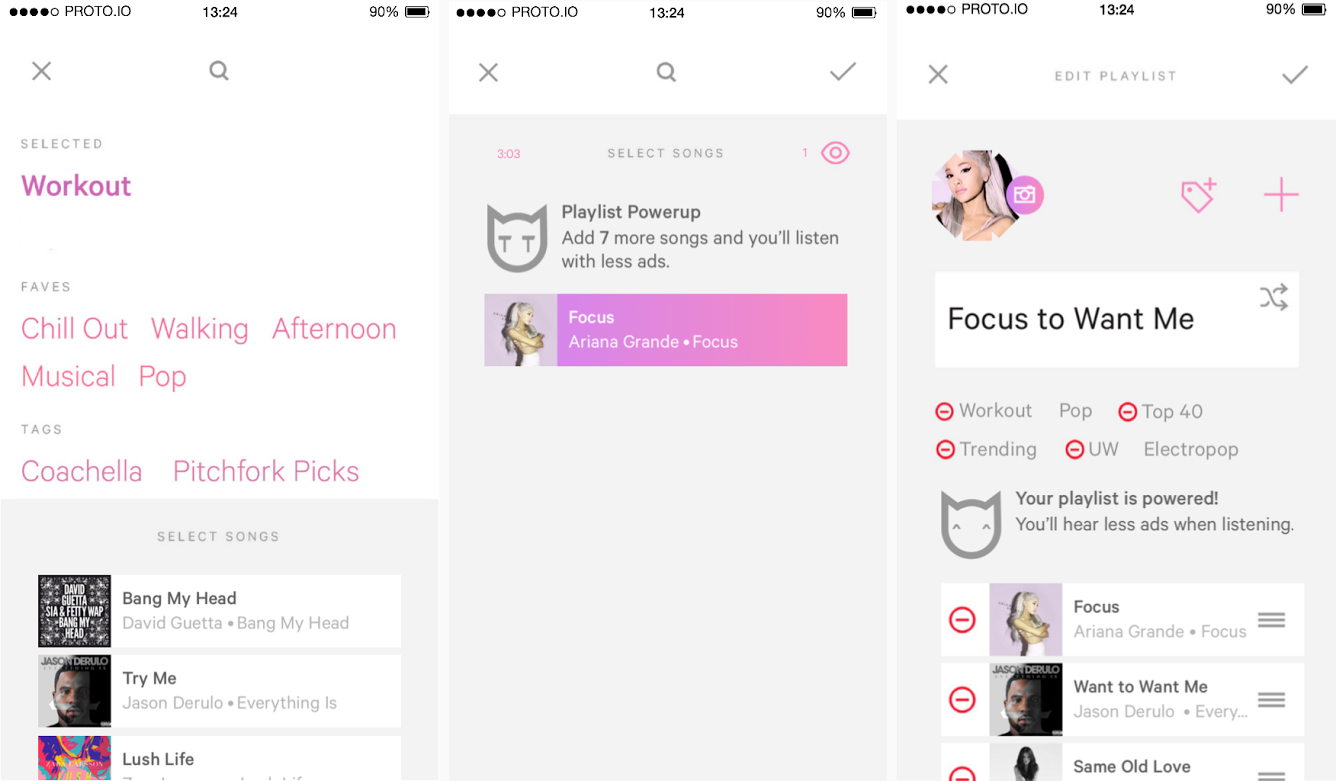 PROTO.IO 13:24 90%
SELECTED
Workout
FAVES
Chill Out Walking Afternoon
Musical Pop
TAGS
Coachella Pitchfork Picks
SELECT SONGS
DAVID
GUETTA
SIA & FETTY WAP
BANG MY
HEAD
Bang My Head
David Guetta • Bang My Head
JASON DERULO
Try Me
Jason Derulo • Everything Is
Lush Life
PROTO.IO 13:24 90%
3:03 SELECT SONGS 1
Playlist Powerup
Add 7 more songs and you’ll listen
with less ads.
Focus
Ariana Grande • Focus
PROTO.IO 13:24 90%
EDIT PLAYLIST
Focus to Want Me
Workout Pop Top 40
Trending UW Electropop
Your playlist is powered!
You’ll hear less ads when listening.
Focus
Ariana Grande • Focus
JASON DERULO
Want to Want Me
Jason Derulo • Every...
Same Old Love